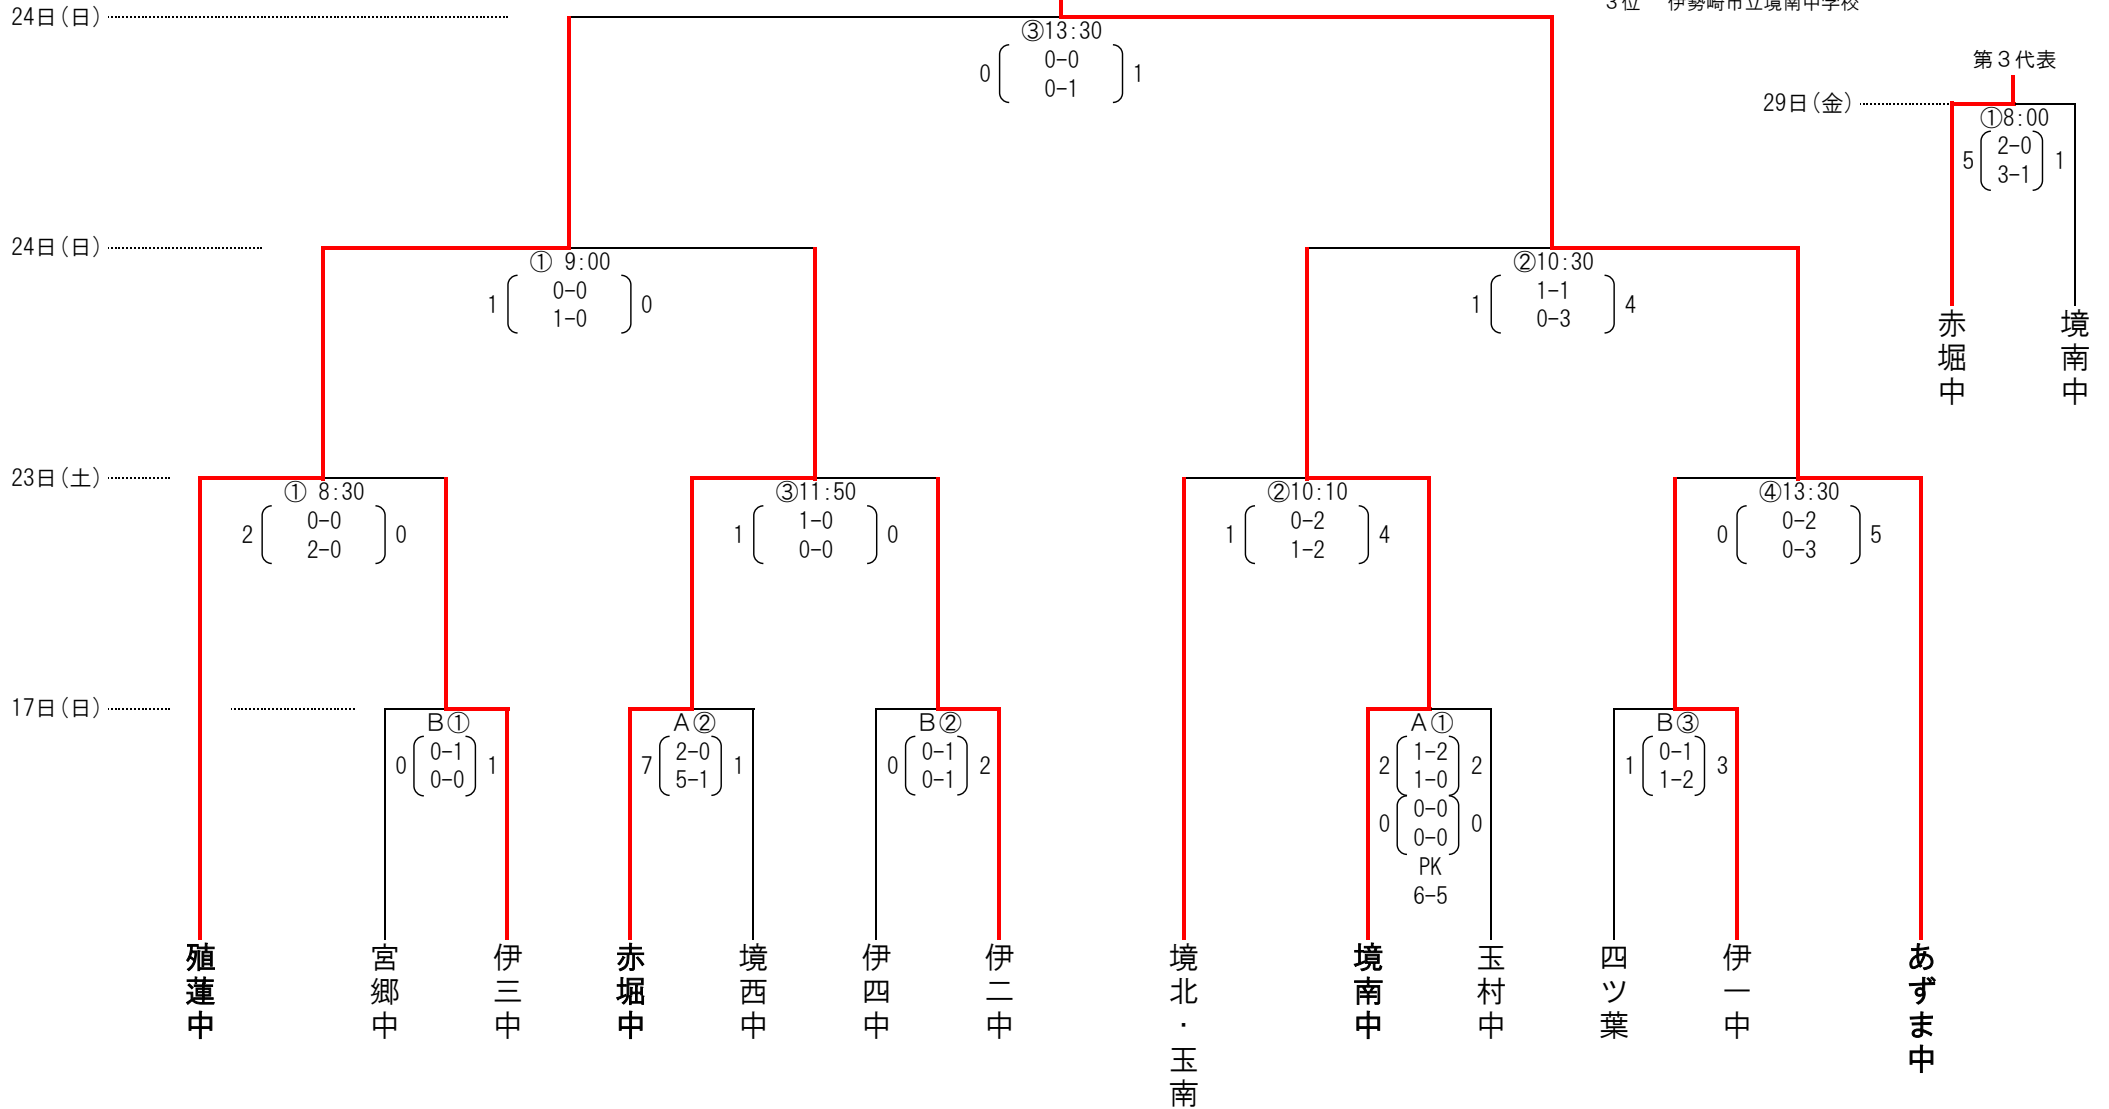 ３位　伊勢崎市立境南中学校
24日(日)
③13:30
0 0-0 1
0-1
第３代表
29日(金)
①8:00
5 2-0 1
3-1
赤堀中
境南中
24日(日)
① 9:00
1 0-0 0
1-0
②10:30
1 1-1 4
0-3
23日(土)
① 8:30
2 0-0 0
2-0
③11:50
1 1-0 0
0-0
②10:10
1 0-2 4
1-2
④13:30
0 0-2 5
0-3
17日(日)
Ｂ①
0 0-1 1
0-0
Ａ②
7 2-0 1
5-1
Ｂ②
0 0-1 2
0-1
Ａ①
2 1-2 2
1-0
0 0-0 0
0-0
PK
6-5
Ｂ③
1 0-1 3
1-2
殖蓮中
宮郷中
伊三中
赤堀中
境西中
伊四中
伊二中
境北・玉南
境南中
玉村中
四ツ葉
伊一中
あずま中